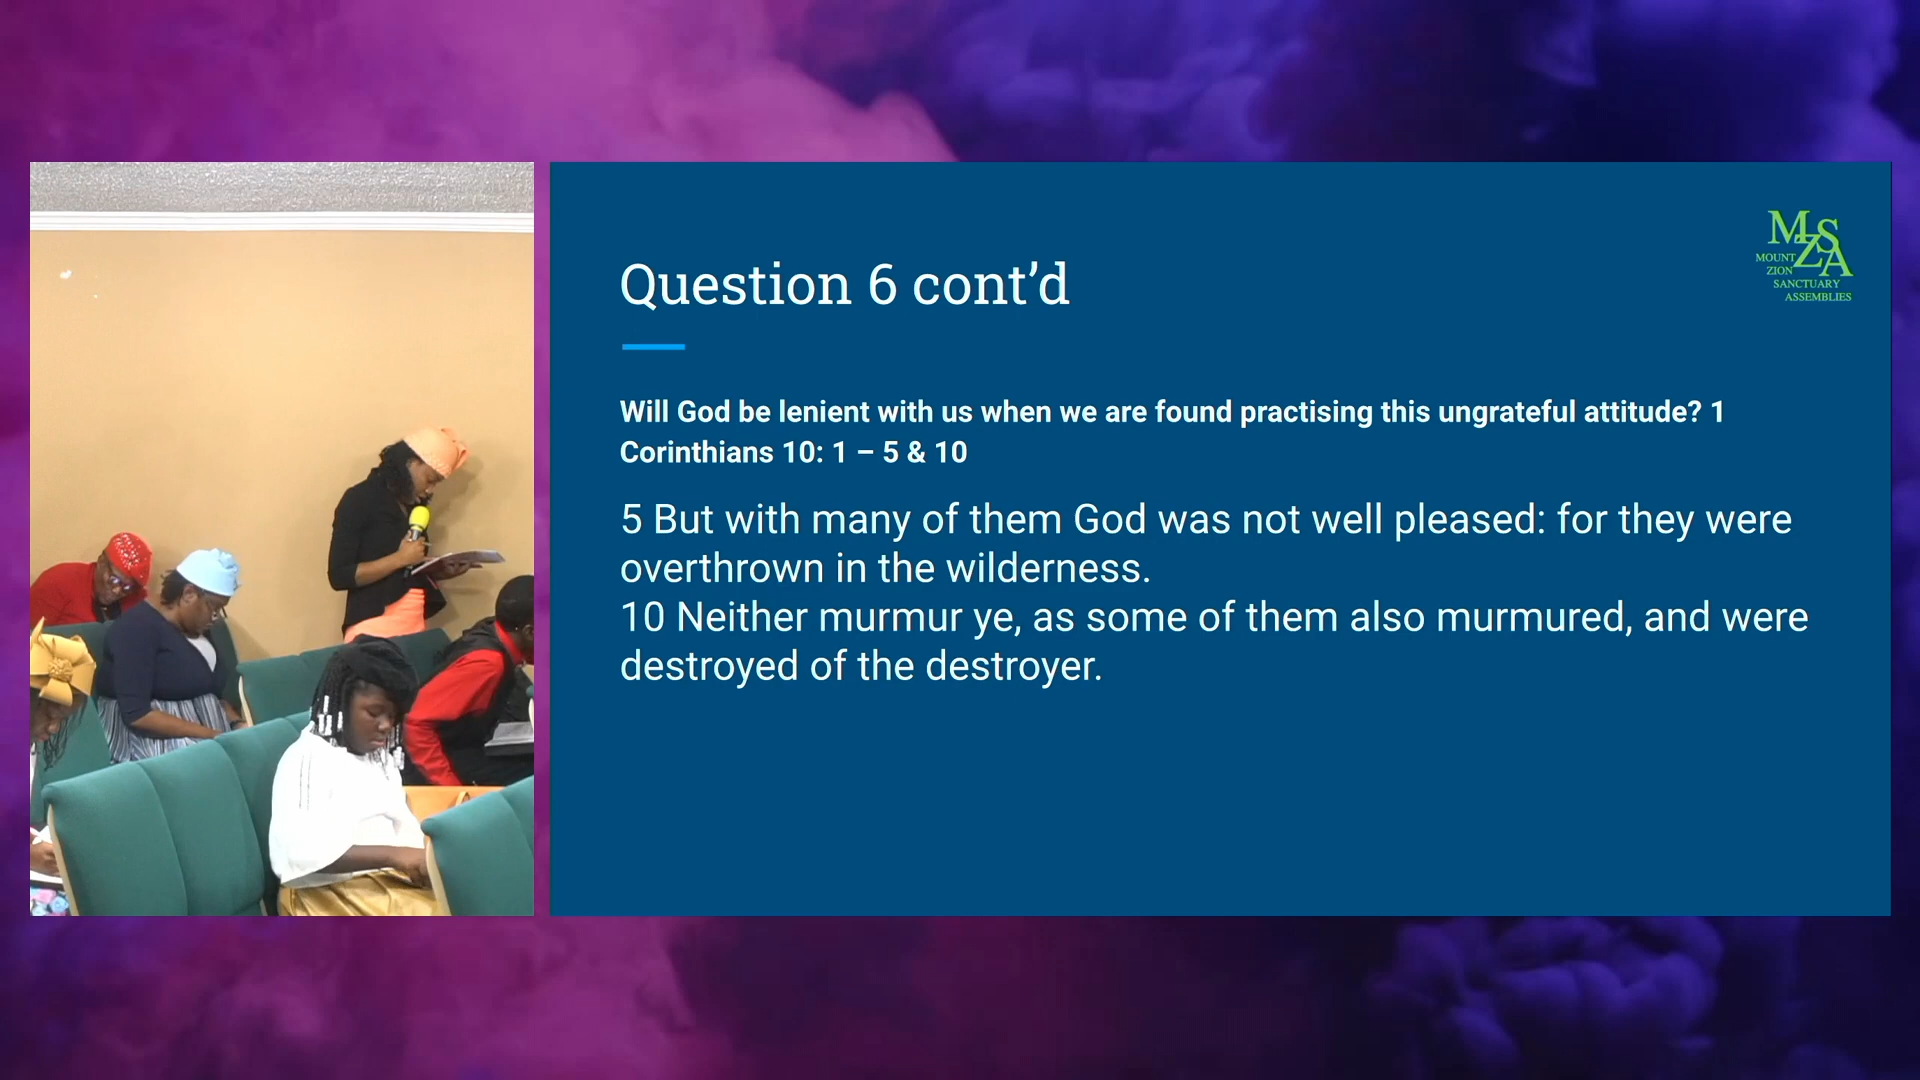 Question 6 cont’d
MZSA
MOUNT
ZION
SANCTUARY
ASSEMBLIES
Will God be lenient with us when we are found practising this ungrateful attitude? 1
Corinthians 10: 1 – 5 & 10
5 But with many of them God was not well pleased: for they were
overthrown in the wilderness.
10 Neither murmur ye, as some of them also murmured, and were
destroyed of the destroyer.